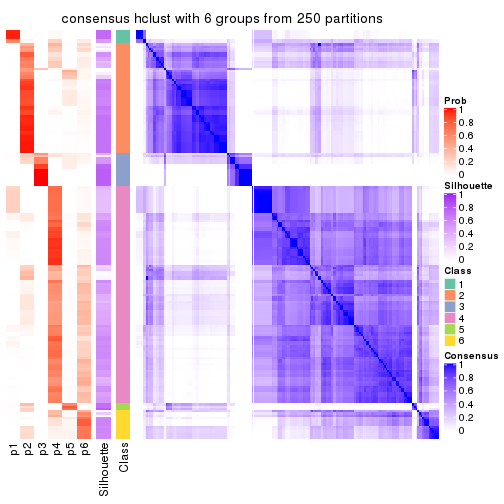 consensus hclust with 6 groups from 250 partitions
Prob
1
0.8
0.6
0.4
0.2
0
Silhouette
1
0.8
0.6
0.4
0.2
0
Class
1
2
3
4
5
6
Consensus
1
0.8
0.6
0.4
0.2
0
p1
p2
p3
p4
p5
p6
Silhouette
Class